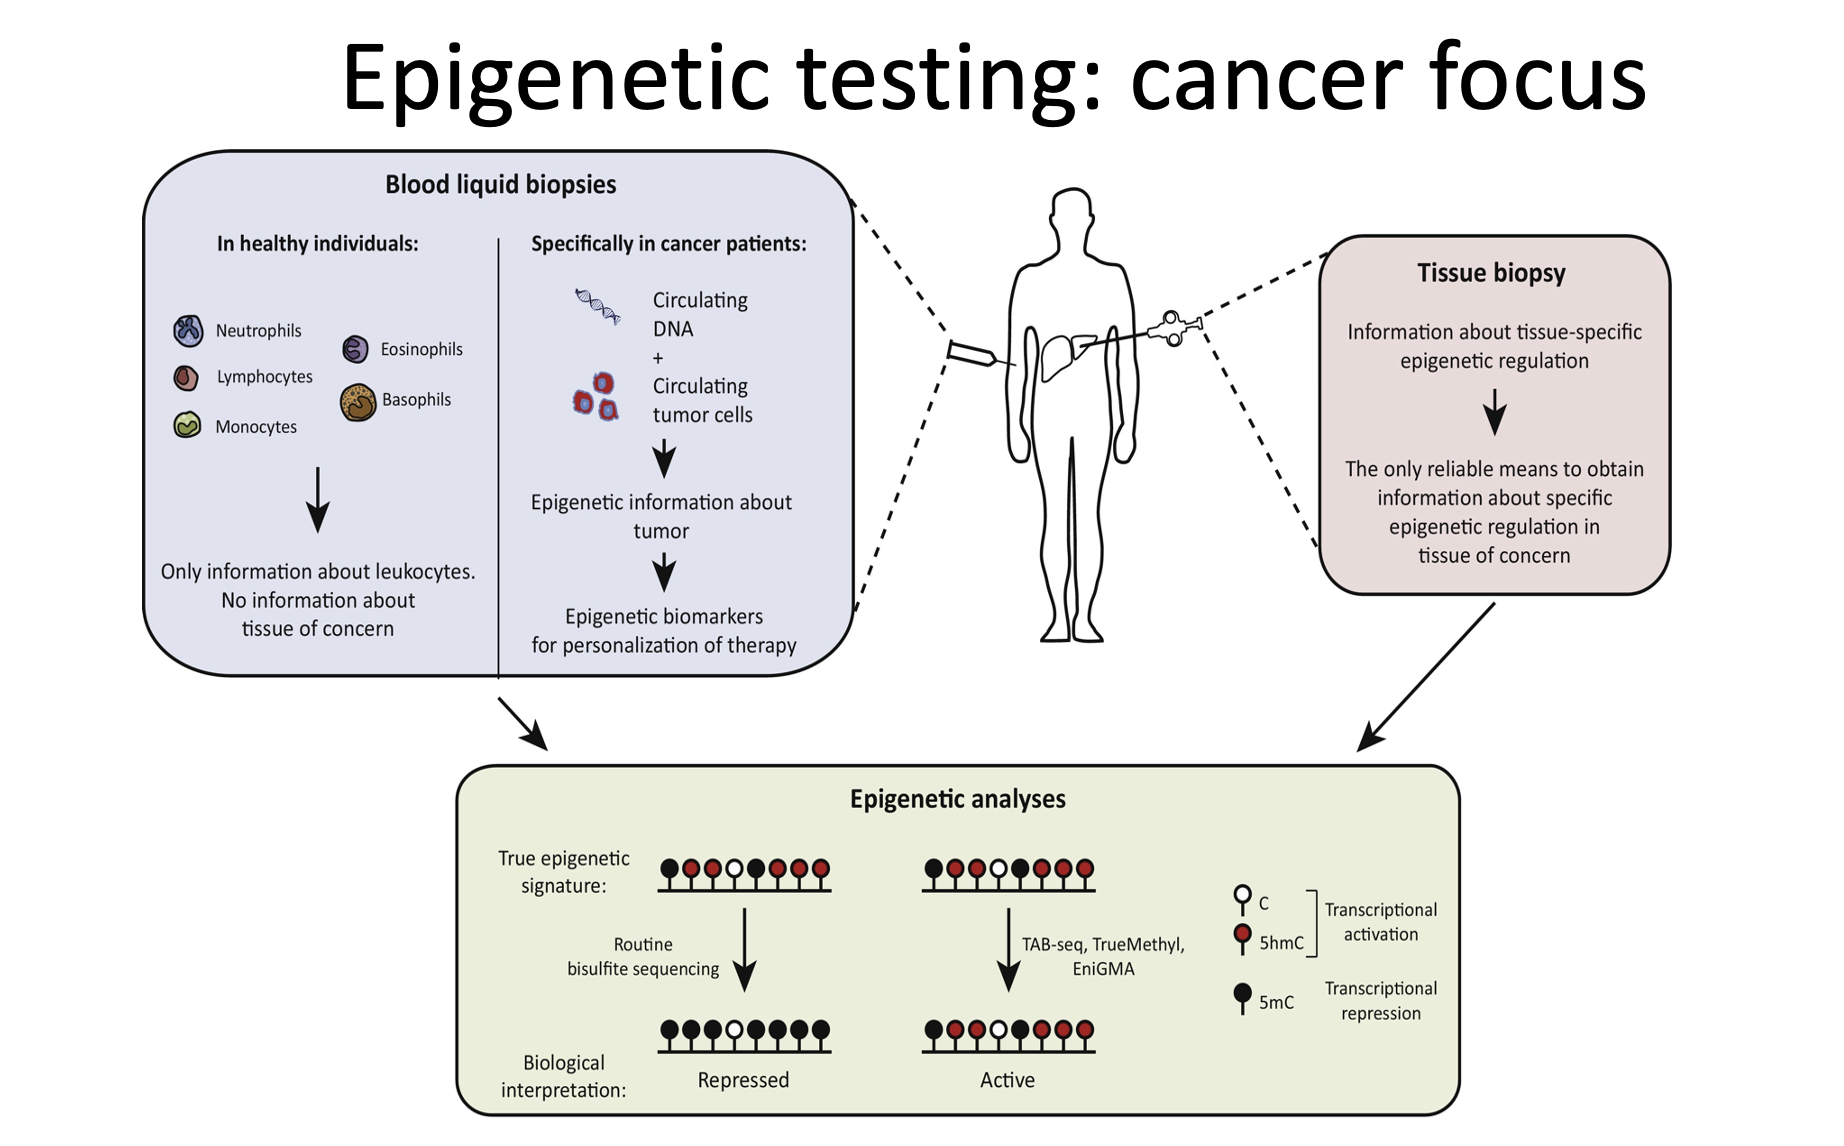 Epigenetic testing: cancer focus
Blood liquid biopsies
In healthy individuals:
Neutrophils
Lymphocytes
Monocytes
Eosinophils
Basophils
Only information about leukocytes.
No information about
tissue of concern
Specifically in cancer patients:
Circulating
DNA
+
Circulating
tumor cells
Epigenetic information about
tumor
Epigenetic biomarkers
for personalization of therapy
Tissue biopsy
Information about tissue-specific
epigenetic regulation
The only reliable means to obtain
information about specific
epigenetic regulation in
tissue of concern
Epigenetic analyses
True epigenetic
signature:
Routine
bisulfite sequencing
TAB-seq, TrueMethyl,
EniGMA
Biological
interpretation:
Repressed
Active
C
5hmC
Transcriptional
activation
5mC
Transcriptional
repression